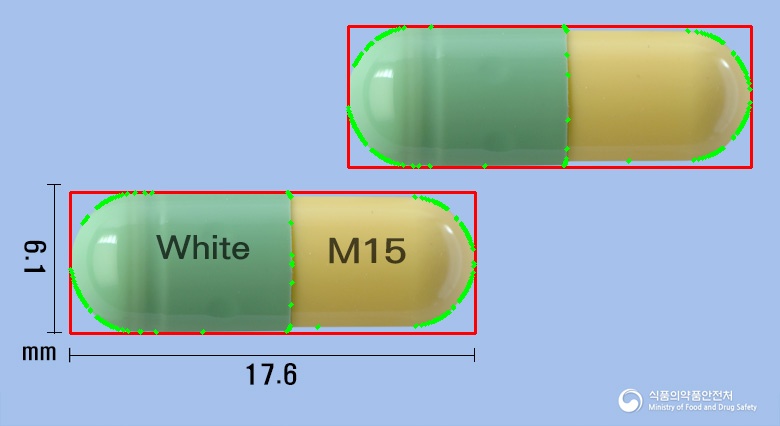 White
M15
6.1
mm
17.6
식품의약품안전처
Ministry of Food and Drug Safety